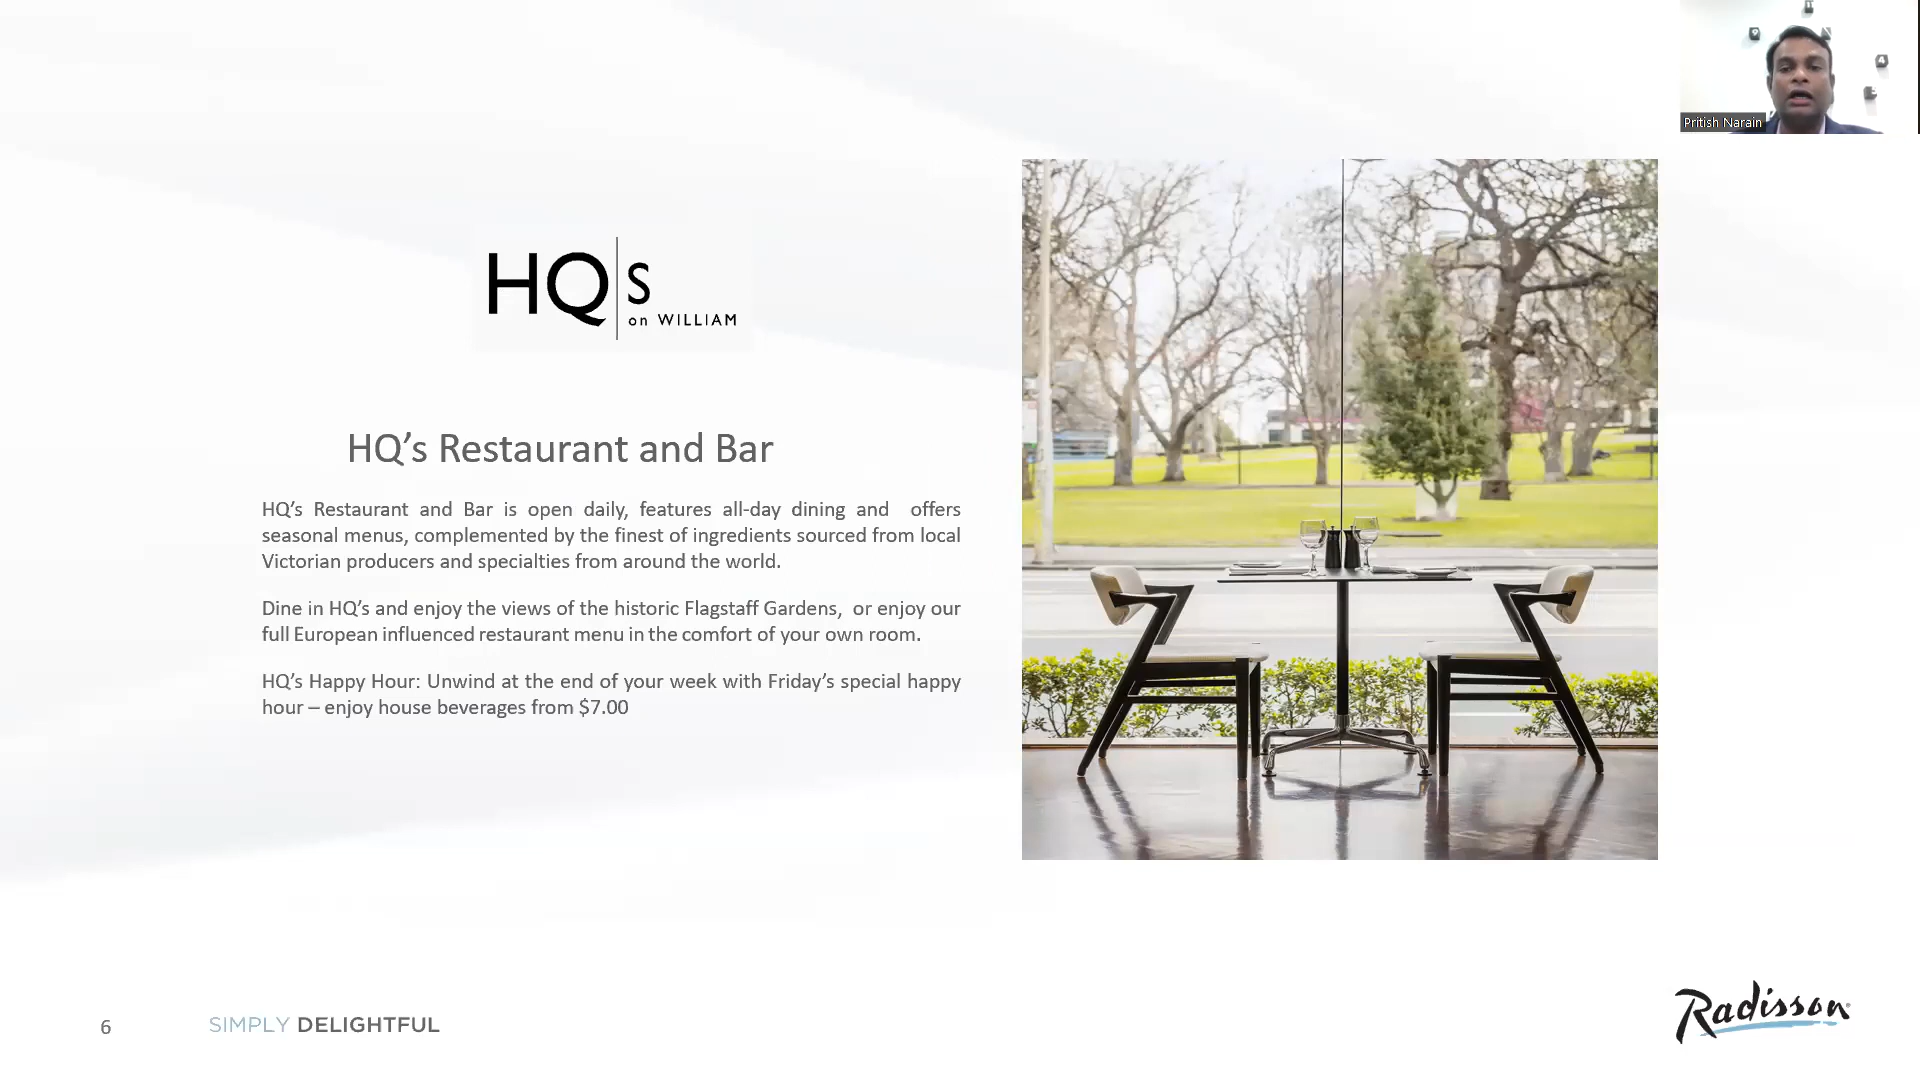 Pritish Narain
HQ's
on WILLIAM
HQ’s Restaurant and Bar
HQ’s Restaurant and Bar is open daily, features all-day dining and offers
seasonal menus, complemented by the finest of ingredients sourced from local
Victorian producers and specialties from around the world.
Dine in HQ’s and enjoy the views of the historic Flagstaff Gardens, or enjoy our
full European influenced restaurant menu in the comfort of your own room.
HQ’s Happy Hour: Unwind at the end of your week with Friday’s special happy
hour – enjoy house beverages from $7.00
6
SIMPLY DELIGHTFUL
Radisson